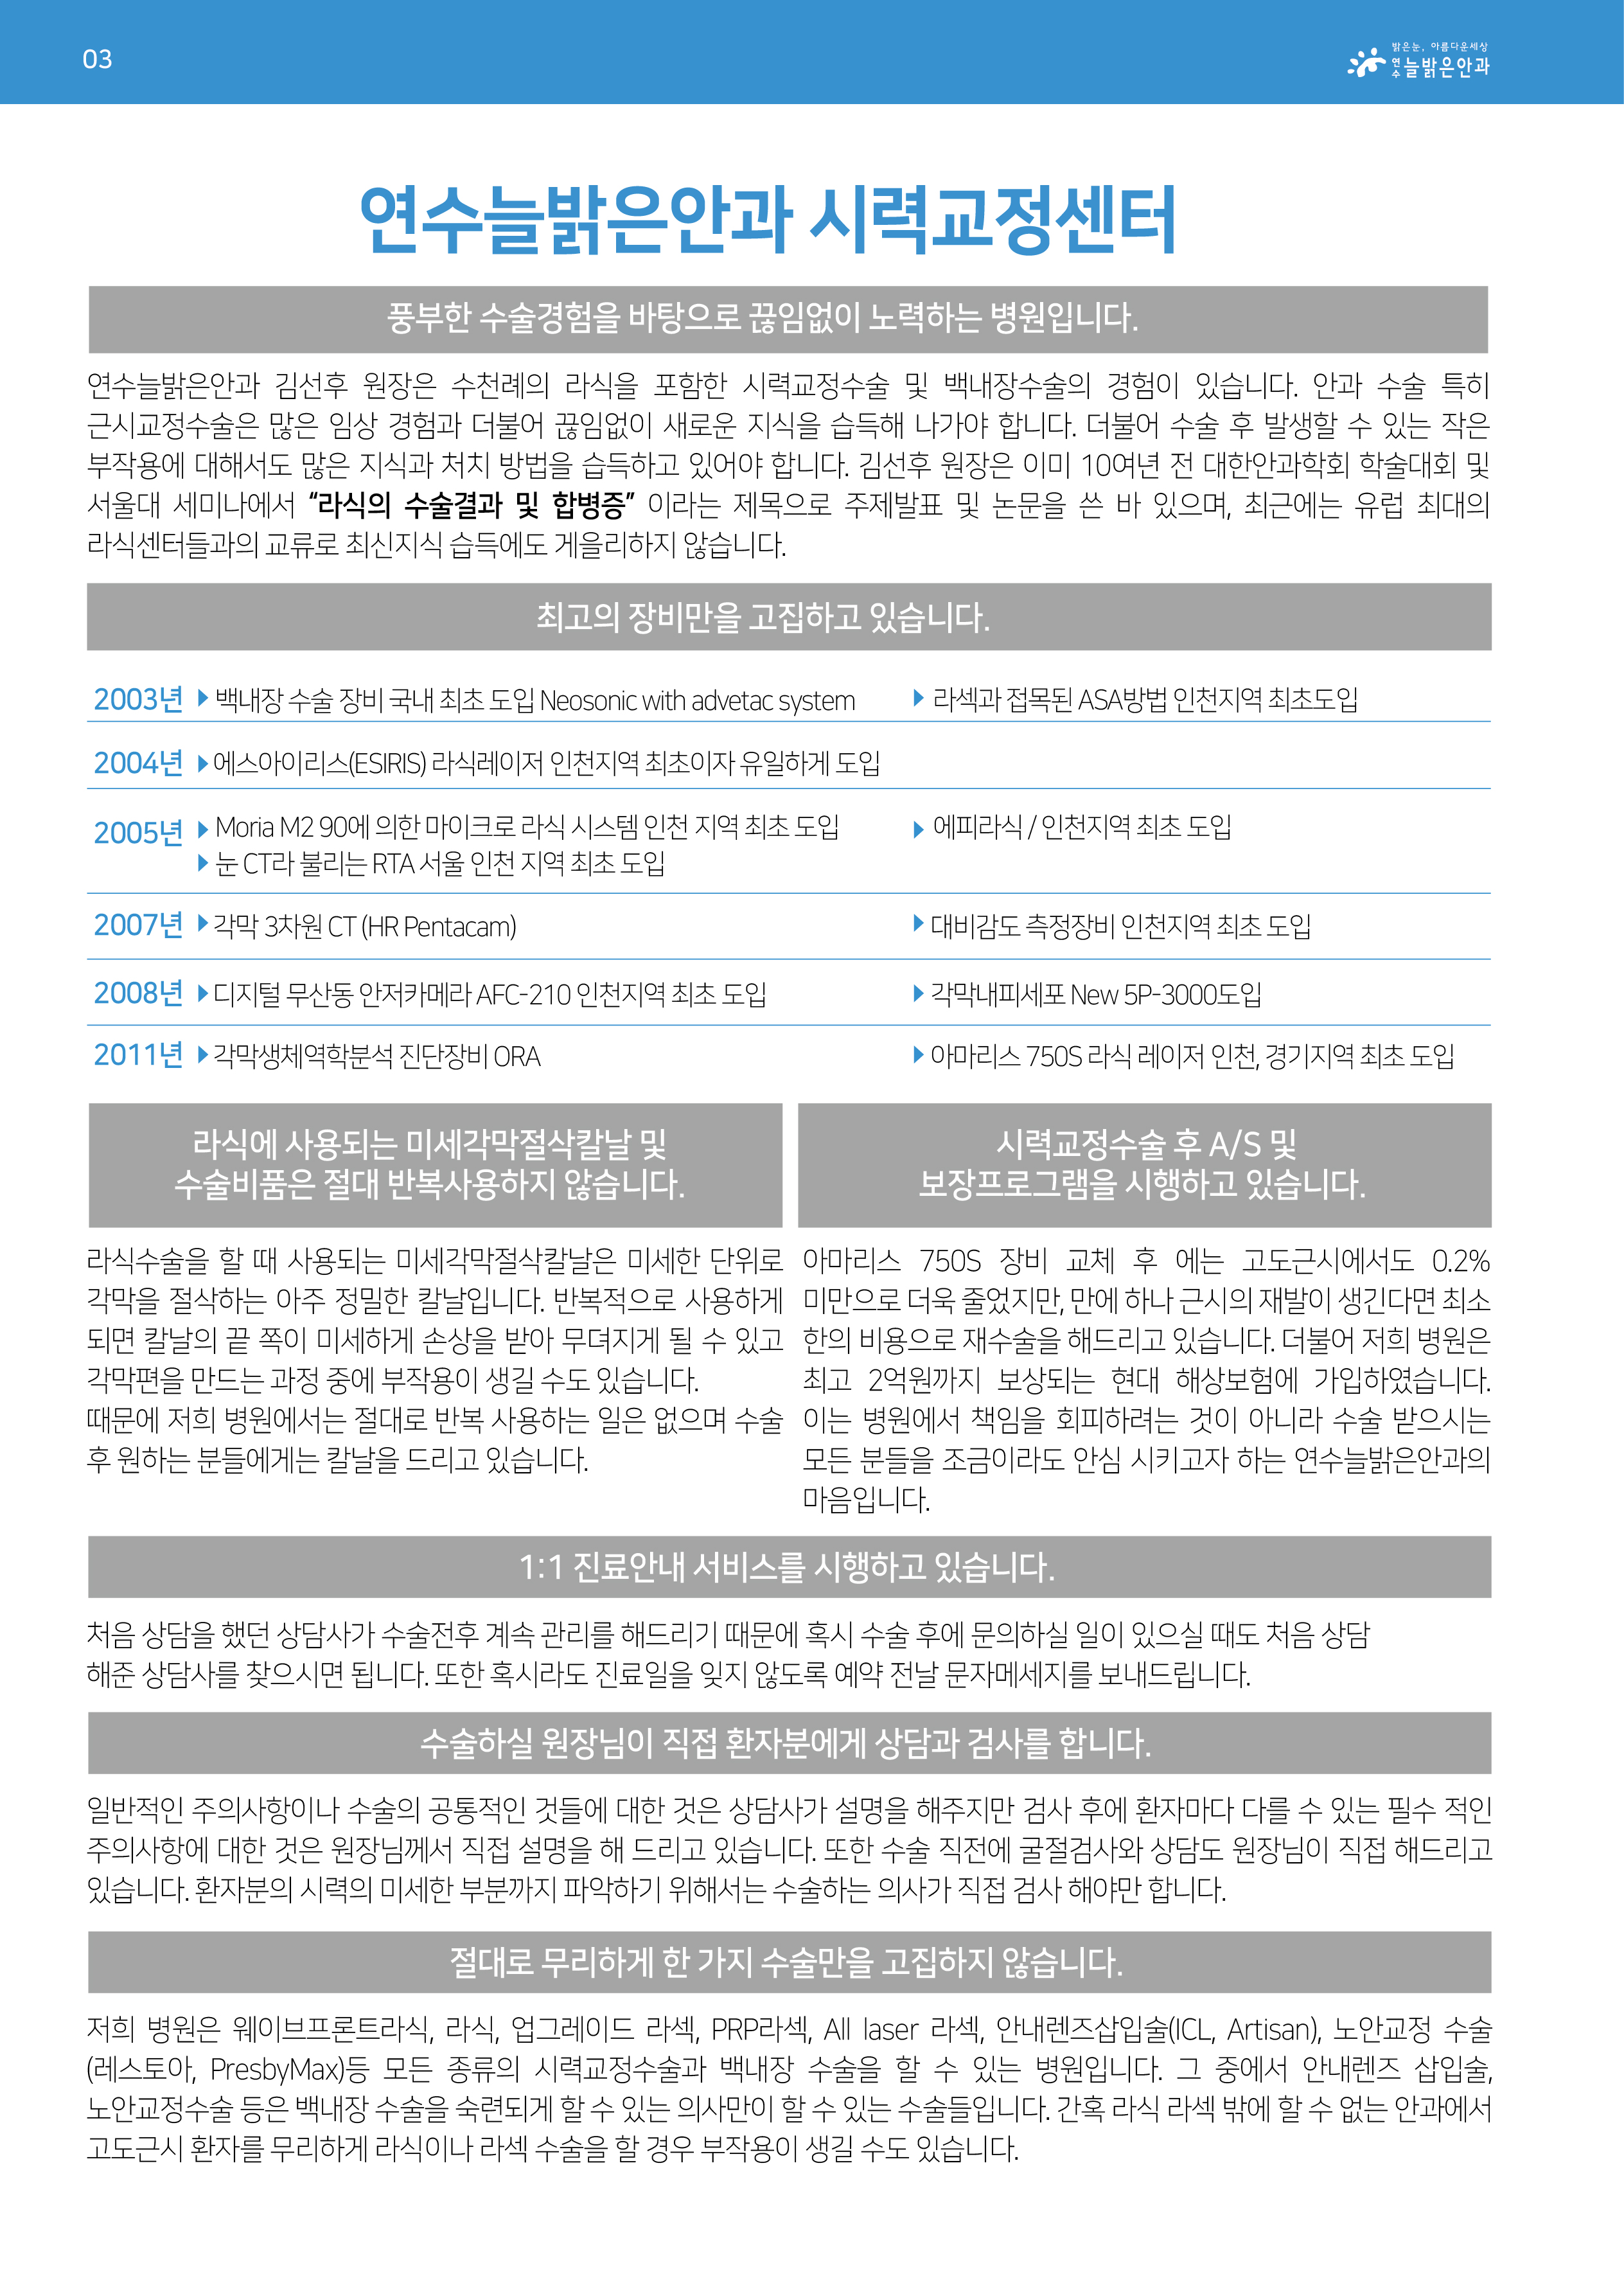 03
밝은눈, 아름다운세상
연수 늘밝은안과
연수늘밝은안과 시력교정센터
풍부한 수술경험을 바탕으로 끊임없이 노력하는 병원입니다.
연수늘밝은안과 김선후 원장은 수천례의 라식을 포함한 시력교정수술 및 백내장수술의 경험이 있습니다. 안과 수술 특히
근시교정수술은 많은 임상 경험과 더불어 끊임없이 새로운 지식을 습득해 나가야 합니다. 더불어 수술 후 발생할 수 있는 작은
부작용에 대해서도 많은 지식과 처치 방법을 습득하고 있어야 합니다. 김선후 원장은 이미 10여년 전 대한안과학회 학술대회 및
서울대 세미나에서 “라식의 수술결과 및 합병증” 이라는 제목으로 주제발표 및 논문을 쓴 바 있으며, 최근에는 유럽 최대의
라식센터들과의 교류로 최신지식 습득에도 게을리하지 않습니다.
최고의 장비만을 고집하고 있습니다.
2003년 ▶ 백내장 수술 장비 국내 최초 도입 Neosonic with advetac system ▶ 라섹과 접목된 ASA방법 인천지역 최초도입
2004년 ▶ 에스아이리스(ESIRIS) 라식레이저 인천지역 최초이자 유일하게 도입
2005년 ▶ Moria M2 90에 의한 마이크로 라식 시스템 인천 지역 최초 도입 ▶ 에피라식 / 인천지역 최초 도입
▶ 눈 CT라 불리는 RTA 서울 인천 지역 최초 도입
2007년 ▶ 각막 3차원 CT (HR Pentacam) ▶ 대비감도 측정장비 인천지역 최초 도입
2008년 ▶ 디지털 무산동 안저카메라 AFC-210 인천지역 최초 도입 ▶ 각막내피세포 New 5P-3000도입
2011년 ▶ 각막생체역학분석 진단장비 ORA ▶ 아마리스 750S 라식 레이저 인천, 경기지역 최초 도입
라식에 사용되는 미세각막절삭칼날 및
수술비품은 절대 반복사용하지 않습니다.
라식수술을 할 때 사용되는 미세각막절삭칼날은 미세한 단위로
각막을 절삭하는 아주 정밀한 칼날입니다. 반복적으로 사용하게
되면 칼날의 끝 쪽이 미세하게 손상을 받아 무뎌지게 될 수 있고
각막편을 만드는 과정 중에 부작용이 생길 수도 있습니다.
때문에 저희 병원에서는 절대로 반복 사용하는 일은 없으며 수술
후 원하는 분들에게는 칼날을 드리고 있습니다.
시력교정수술 후 A/S 및
보장프로그램을 시행하고 있습니다.
아마리스 750S 장비 교체 후 에는 고도근시에서도 0.2%
미만으로 더욱 줄었지만, 만에 하나 근시의 재발이 생긴다면 최소
한의 비용으로 재수술을 해드리고 있습니다. 더불어 저희 병원은
최고 2억원까지 보상되는 현대 해상보험에 가입하였습니다.
이는 병원에서 책임을 회피하려는 것이 아니라 수술 받으시는
모든 분들을 조금이라도 안심 시키고자 하는 연수늘밝은안과의
마음입니다.
1:1 진료안내 서비스를 시행하고 있습니다.
처음 상담을 했던 상담사가 수술전후 계속 관리를 해드리기 때문에 혹시 수술 후에 문의하실 일이 있으실 때도 처음 상담
해준 상담사를 찾으시면 됩니다. 또한 혹시라도 진료일을 잊지 않도록 예약 전날 문자메세지를 보내드립니다.
수술하실 원장님이 직접 환자분에게 상담과 검사를 합니다.
일반적인 주의사항이나 수술의 공통적인 것들에 대한 것은 상담사가 설명을 해주지만 검사 후에 환자마다 다를 수 있는 필수 적인
주의사항에 대한 것은 원장님께서 직접 설명을 해 드리고 있습니다. 또한 수술 직전에 굴절검사와 상담도 원장님이 직접 해드리고
있습니다. 환자분의 시력의 미세한 부분까지 파악하기 위해서는 수술하는 의사가 직접 검사 해야만 합니다.
절대로 무리하게 한 가지 수술만을 고집하지 않습니다.
저희 병원은 웨이브프론트라식, 라식, 업그레이드 라섹, PRP라섹, All laser 라섹, 안내렌즈삽입술(ICL, Artisan), 노안교정 수술
(레스토아, PresbyMax)등 모든 종류의 시력교정수술과 백내장 수술을 할 수 있는 병원입니다. 그 중에서 안내렌즈 삽입술,
노안교정수술 등은 백내장 수술을 숙련되게 할 수 있는 의사만이 할 수 있는 수술들입니다. 간혹 라식 라섹 밖에 할 수 없는 안과에서
고도근시 환자를 무리하게 라식이나 라섹 수술을 할 경우 부작용이 생길 수도 있습니다.